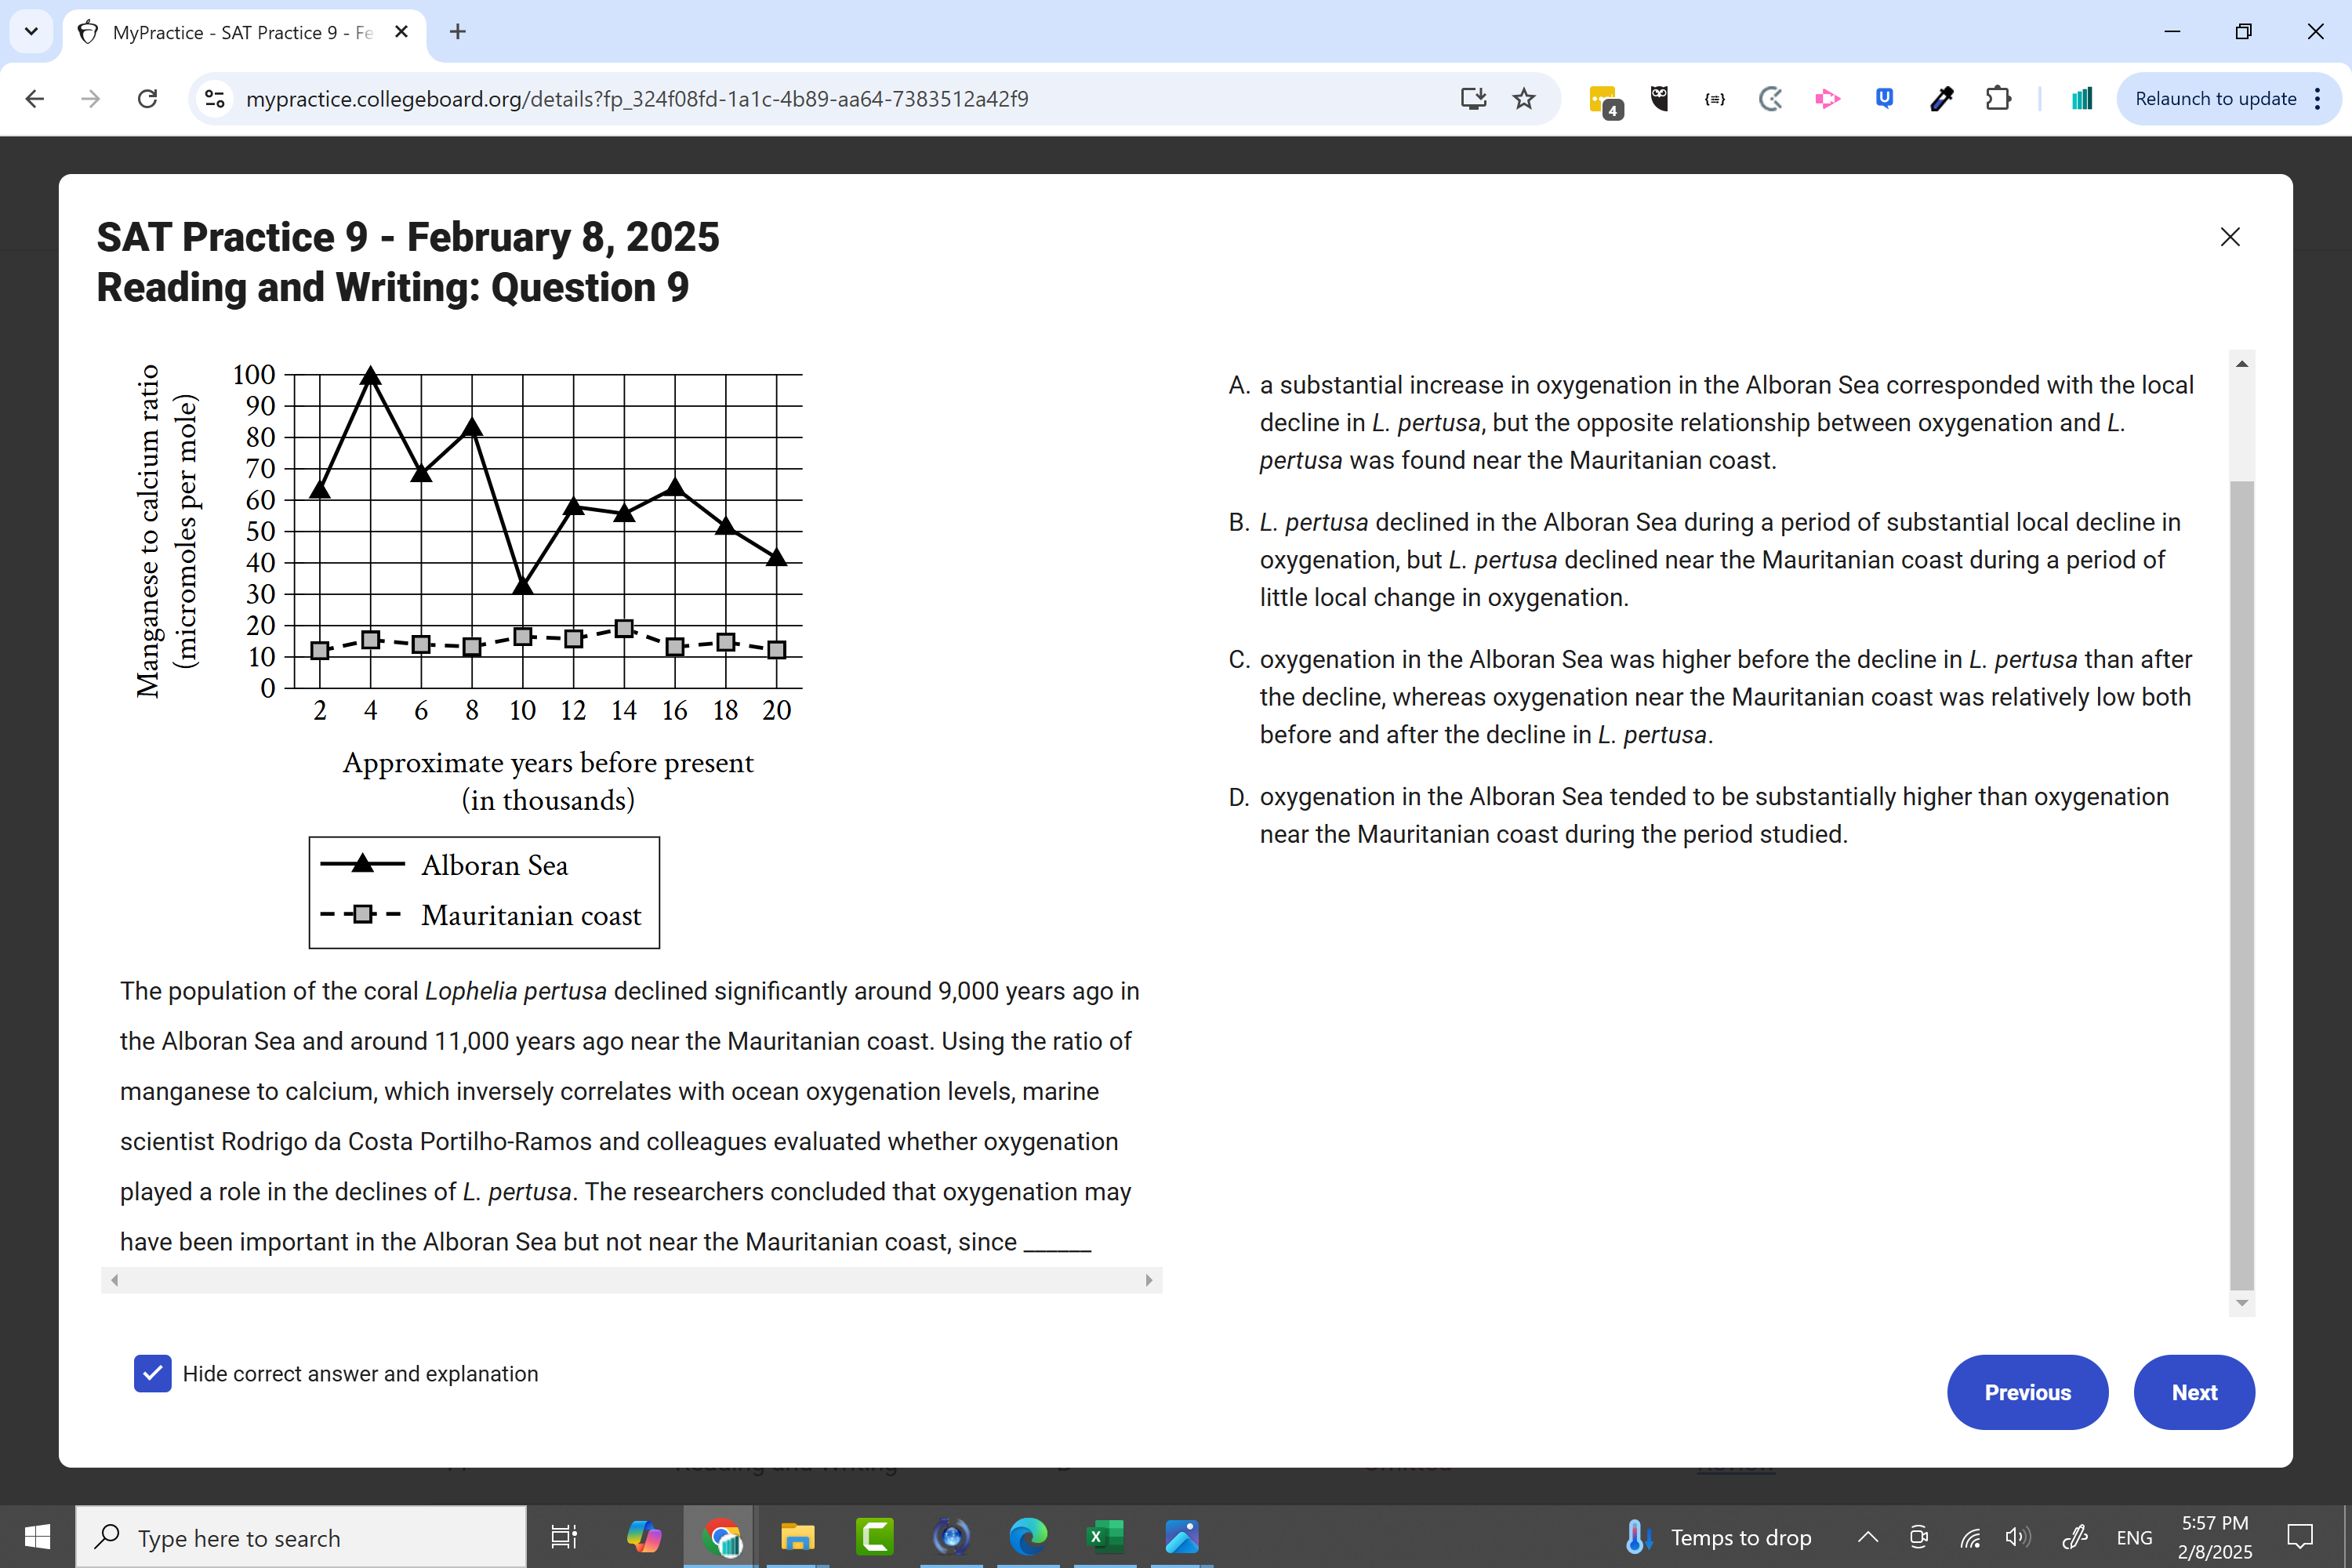 MyPractice - SAT Practice 9 - Fe
mypractice.collegeboard.org/details?fp_324f08fd-1a1c-4b89-aa64-7383512a42f9
4
Relaunch to update
SAT Practice 9 - February 8, 2025
Reading and Writing: Question 9
Manganese to calcium ratio
(micromoles per mole)
100
90
80
70
60
50
40
30
20
10
0
2 4 6 8 10 12 14 16 18 20
Approximate years before present
(in thousands)
Alboran Sea
Mauritanian coast
The population of the coral Lophelia pertusa declined significantly around 9,000 years ago in
the Alboran Sea and around 11,000 years ago near the Mauritanian coast. Using the ratio of
manganese to calcium, which inversely correlates with ocean oxygenation levels, marine
scientist Rodrigo da Costa Portilho-Ramos and colleagues evaluated whether oxygenation
played a role in the declines of L. pertusa. The researchers concluded that oxygenation may
have been important in the Alboran Sea but not near the Mauritanian coast, since ______
A. a substantial increase in oxygenation in the Alboran Sea corresponded with the local
decline in L. pertusa, but the opposite relationship between oxygenation and L.
pertusa was found near the Mauritanian coast.
B. L. pertusa declined in the Alboran Sea during a period of substantial local decline in
oxygenation, but L. pertusa declined near the Mauritanian coast during a period of
little local change in oxygenation.
C. oxygenation in the Alboran Sea was higher before the decline in L. pertusa than after
the decline, whereas oxygenation near the Mauritanian coast was relatively low both
before and after the decline in L. pertusa.
D. oxygenation in the Alboran Sea tended to be substantially higher than oxygenation
near the Mauritanian coast during the period studied.
Hide correct answer and explanation
Previous
Next
Type here to search
Temps to drop
ENG
5:57 PM
2/8/2025